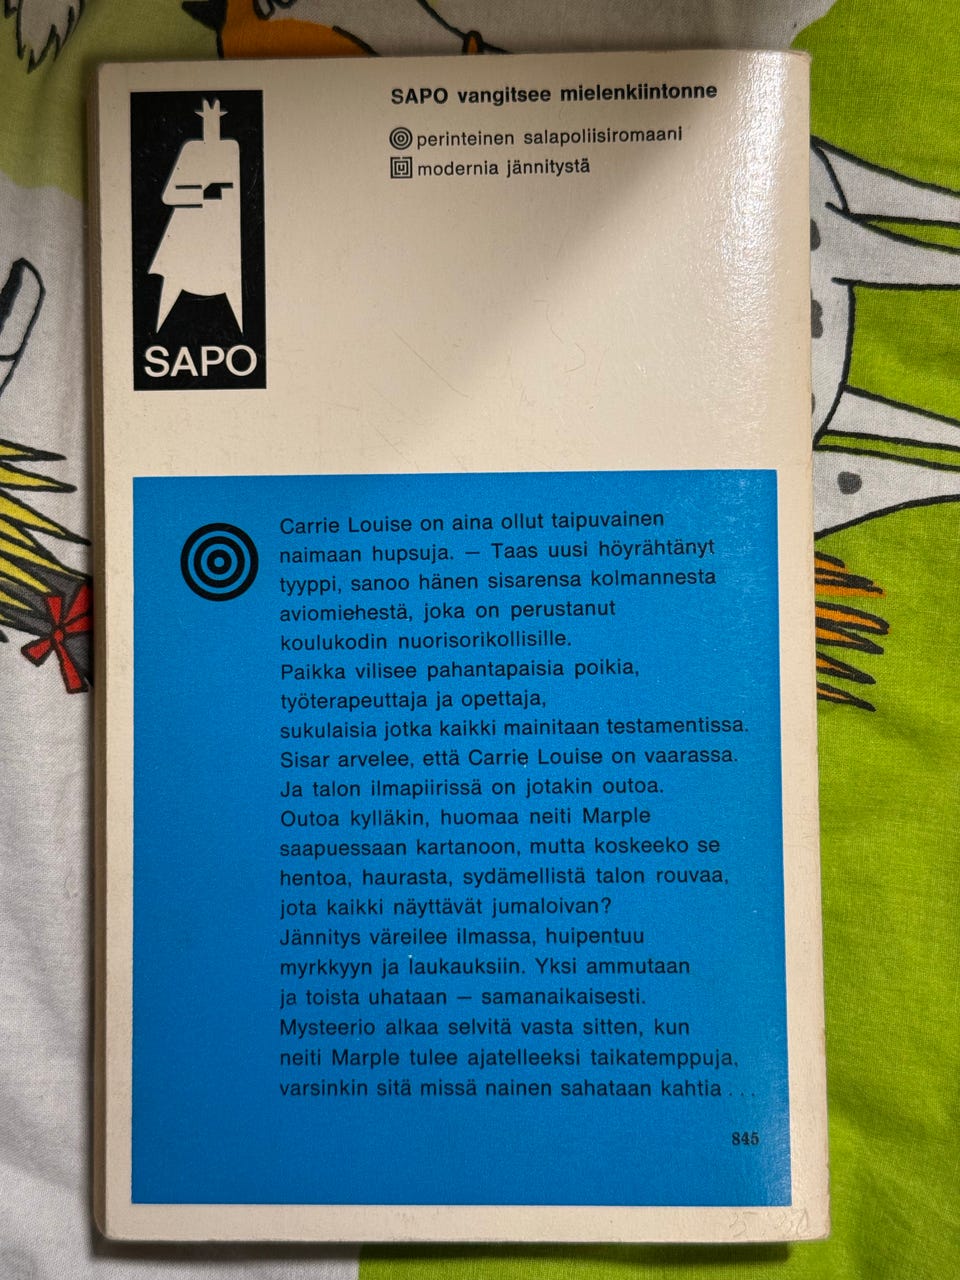 SAPO
SAPO vangitsee mielenkiintonne
perinteinen salapoliisiromaani
modernia jännitystä
Carrie Louise on aina ollut taipuvainen
naimaan hupsuja. — Taas uusi höyrähtänyt
tyyppi, sanoo hänen sisarensa kolmannesta
aviomiehestä, joka on perustanut
koulukodin nuorisorikollisille.
Paikka vilisee pahantapaisia poikia,
työterapeuttaja ja opettaja,
sukulaisia jotka kaikki mainitaan testamentissa.
Sisar arvelee, että Carrie Louise on vaarassa.
Ja talon ilmapiirissä on jotakin outoa.
Outoa kylläkin, huomaa neiti Marple
saapuessaan kartanoon, mutta koskeeko se
hentoa, haurasta, sydämellistä talon rouvaa,
jota kaikki näyttävät jumaloivan?
Jännitys väreilee ilmassa, huipentuu
myrkkyyn ja laukauksiin. Yksi ammutaan
ja toista uhataan — samanaikaisesti.
Mysteerio alkaa selvitä vasta sitten, kun
neiti Marple tulee ajatelleeksi taikatemppuja,
varsinkin sitä missä nainen sahataan kahtia . . .
845